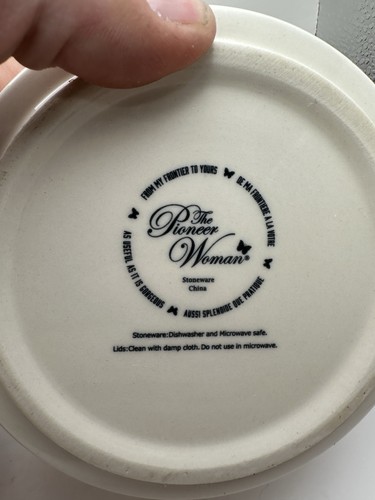 FROM MY FRONTIER TO YOURS
DE MA FRONTIÈRE À LA VÔTRE
AUSSI SPLENDIDE QUE PRATIQUE
AS USEFUL AS IT IS GORGEOUS
The
Pioneer
Woman®
Stoneware
China
Stoneware:Dishwasher and Microwave safe.
Lids:Clean with damp cloth. Do not use in microwave.